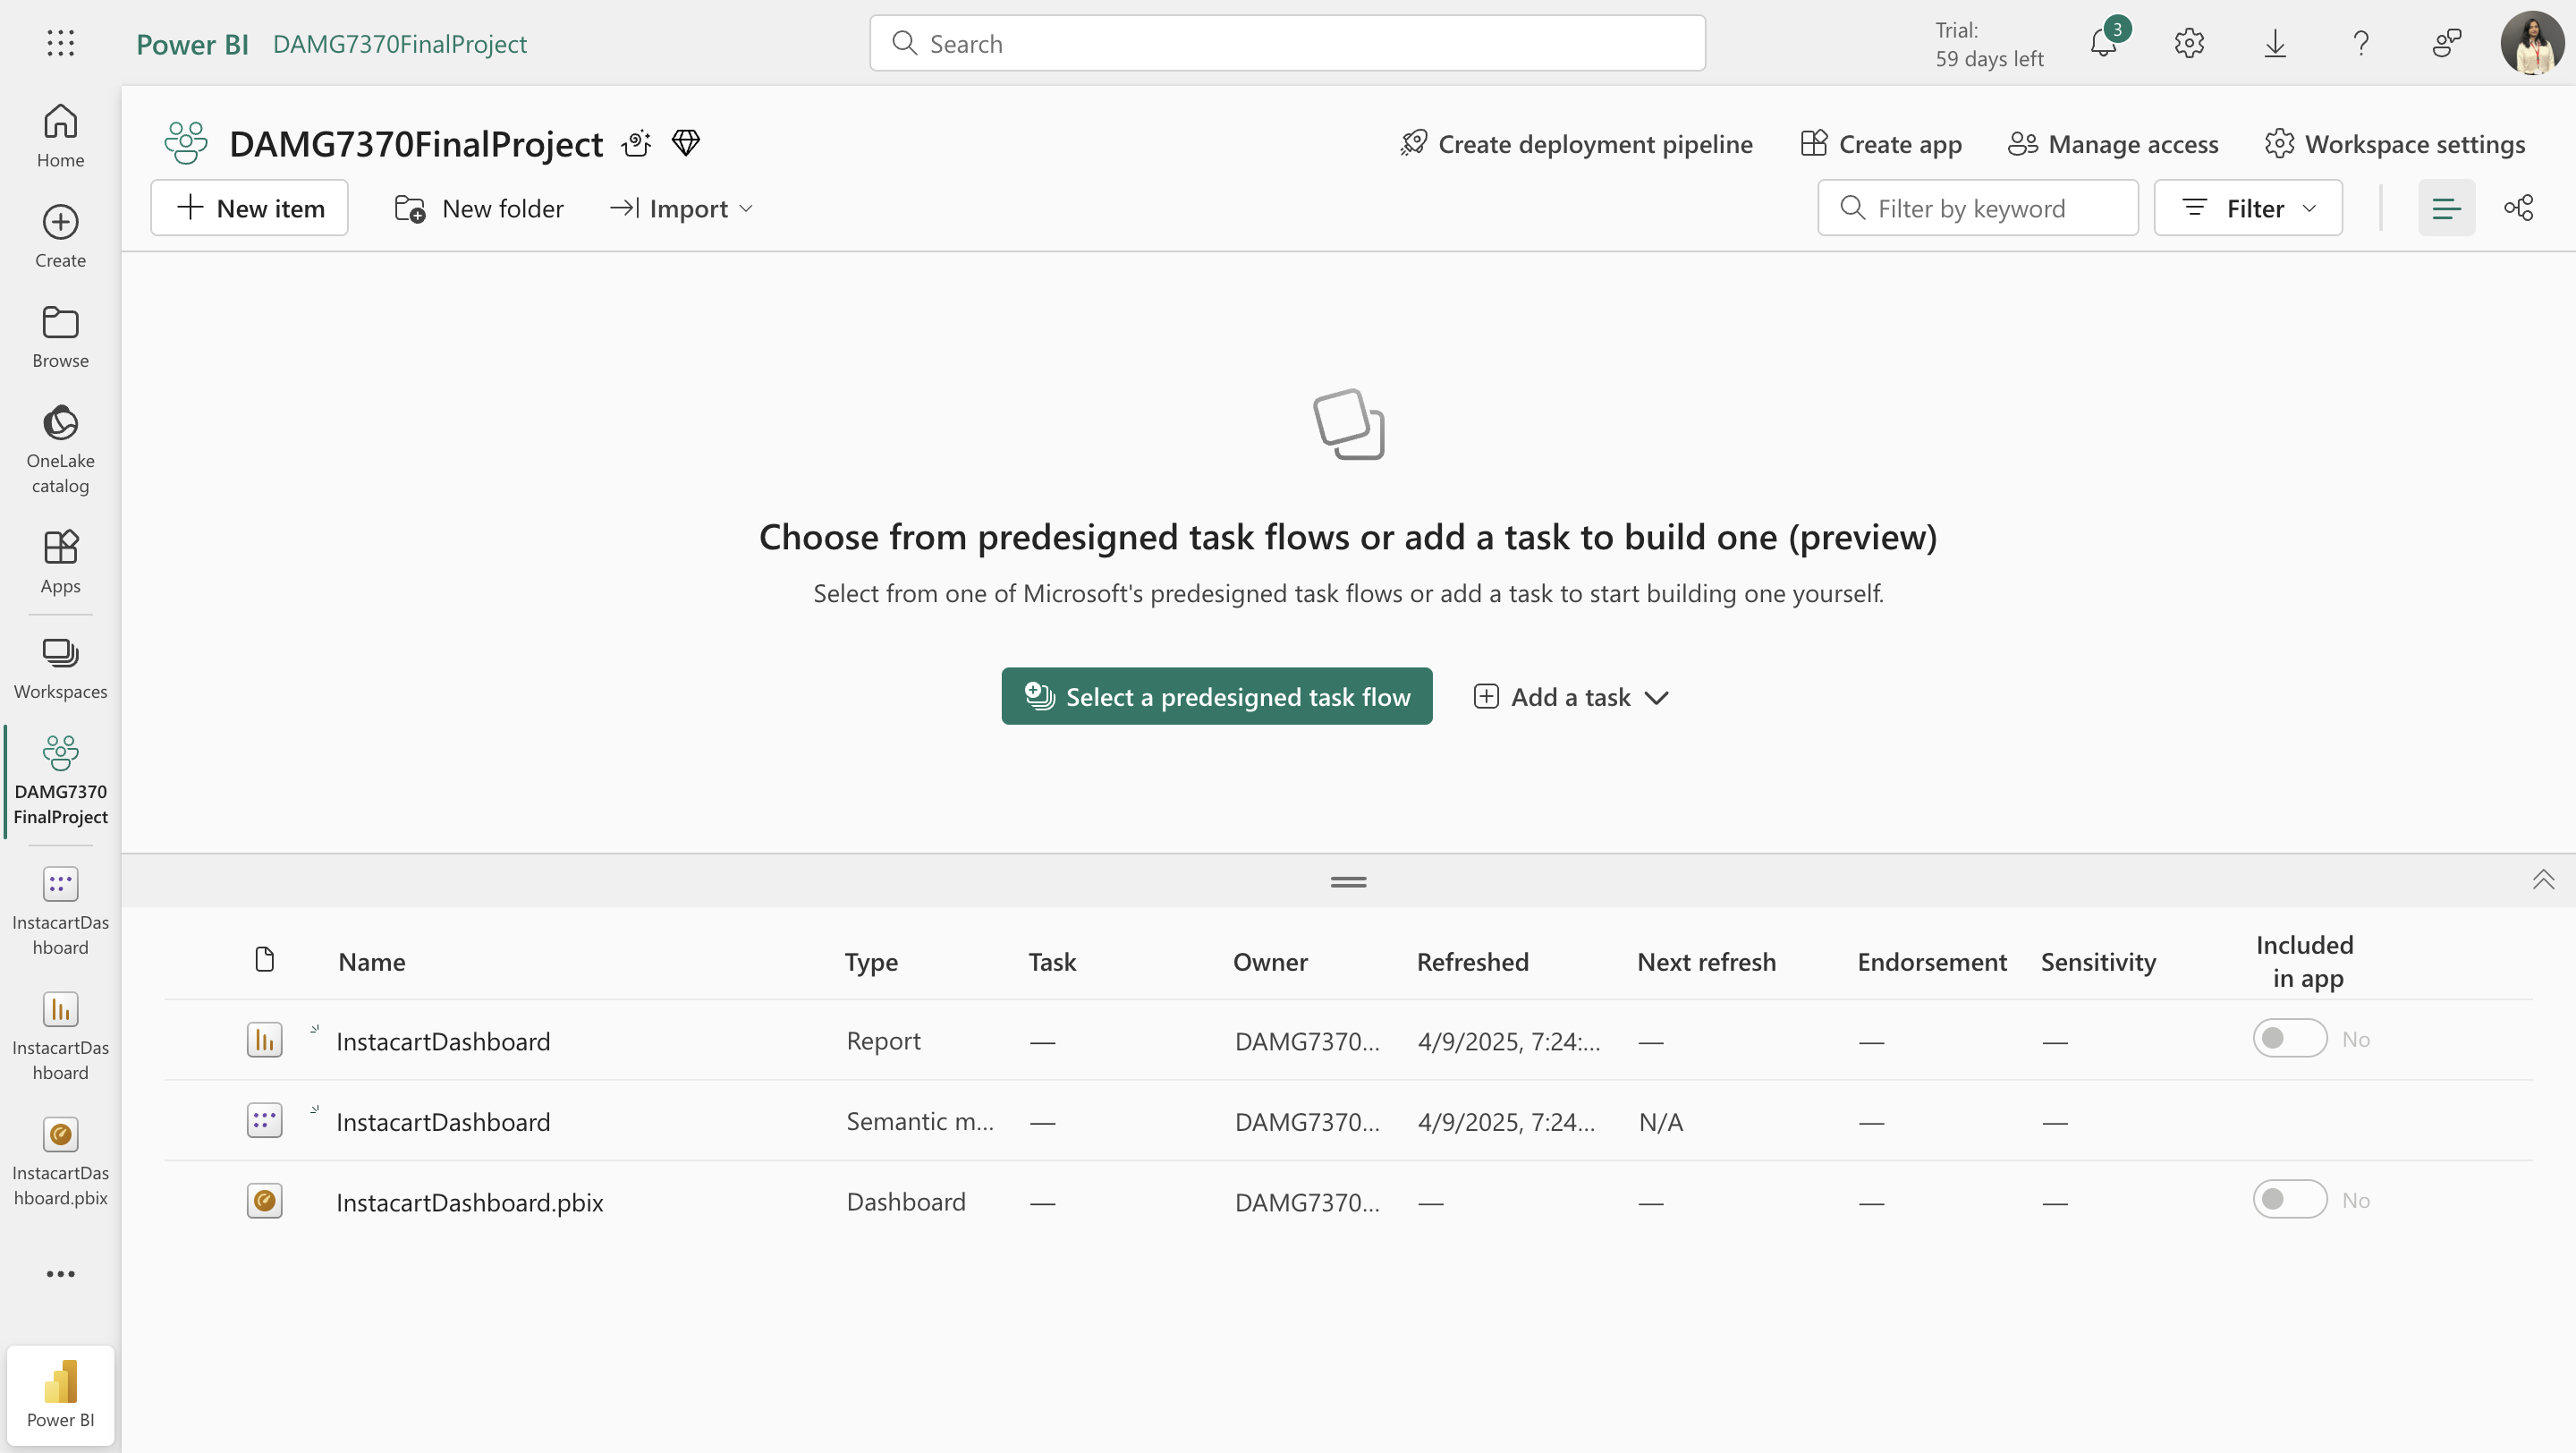 Power BI DAMG7370FinalProject
Search
Trial:
59 days left
3
Home
Create
Browse
OneLake
catalog
Apps
Workspaces
DAMG7370
FinalProject
InstacartDas
hboard
InstacartDas
hboard
InstacartDas
hboard.pbix
Power BI
DAMG7370FinalProject
Create deployment pipeline Create app Manage access Workspace settings
New item New folder Import
Filter by keyword Filter
Choose from predesigned task flows or add a task to build one (preview)
Select from one of Microsoft's predesigned task flows or add a task to start building one yourself.
Select a predesigned task flow Add a task
Name Type Task Owner Refreshed Next refresh Endorsement Sensitivity Included
in app
InstacartDashboard Report — DAMG7370... 4/9/2025, 7:24:... — — — No
InstacartDashboard Semantic m... — DAMG7370... 4/9/2025, 7:24... N/A — —
InstacartDashboard.pbix Dashboard — DAMG7370... — — — — No